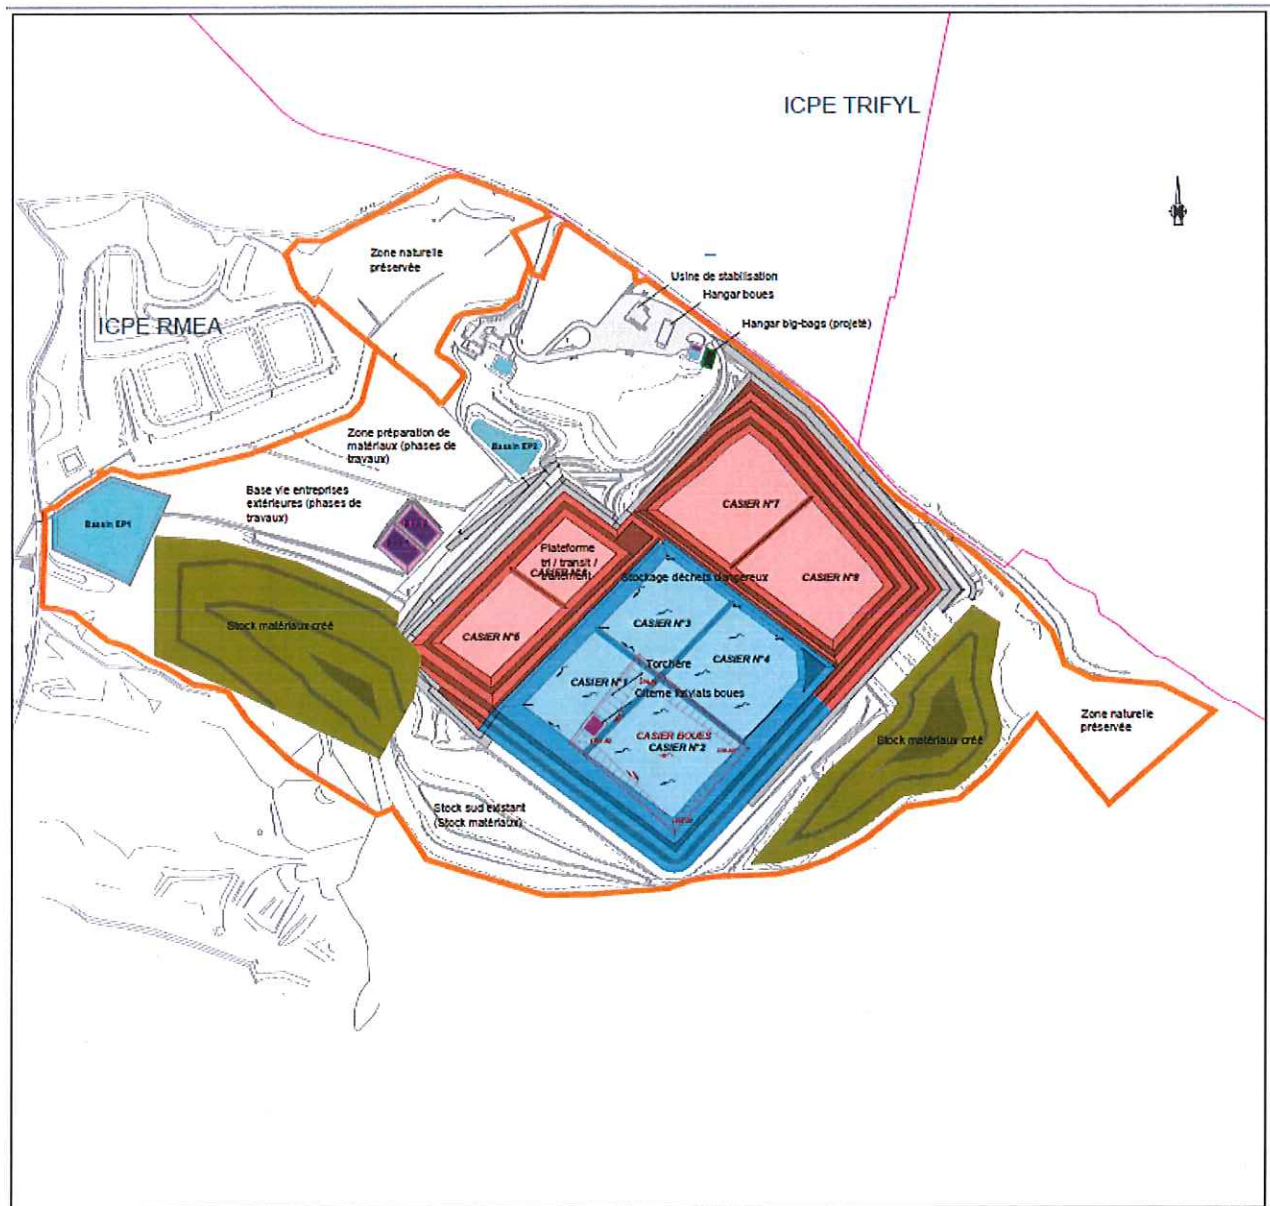 ICPE TRIFYL
Zone naturelle
préservée
Usine de stabilisation
Hangar boues
Hangar big-bags (projeté)
ICPE RMEA
Zone préparation de
matériaux (phases de
travaux)
Bassin EP2
Base vie entreprises
extérieures (phases de
travaux)
Bassin EP1
CASIER N°7
Plateforme
tri / transit /
traitement
Stockage déchets dangereux
CASIER N°8
CASIER N°6
CASIER N°3
Stock matériaux créé
CASIER N°4
Torchère
CASIER N°1
Citerne lixiviats boues
CASIER BOUES
CASIER N°2
Stock matériaux créé
Zone naturelle
préservée
Stock sud existant
(Stock matériaux)